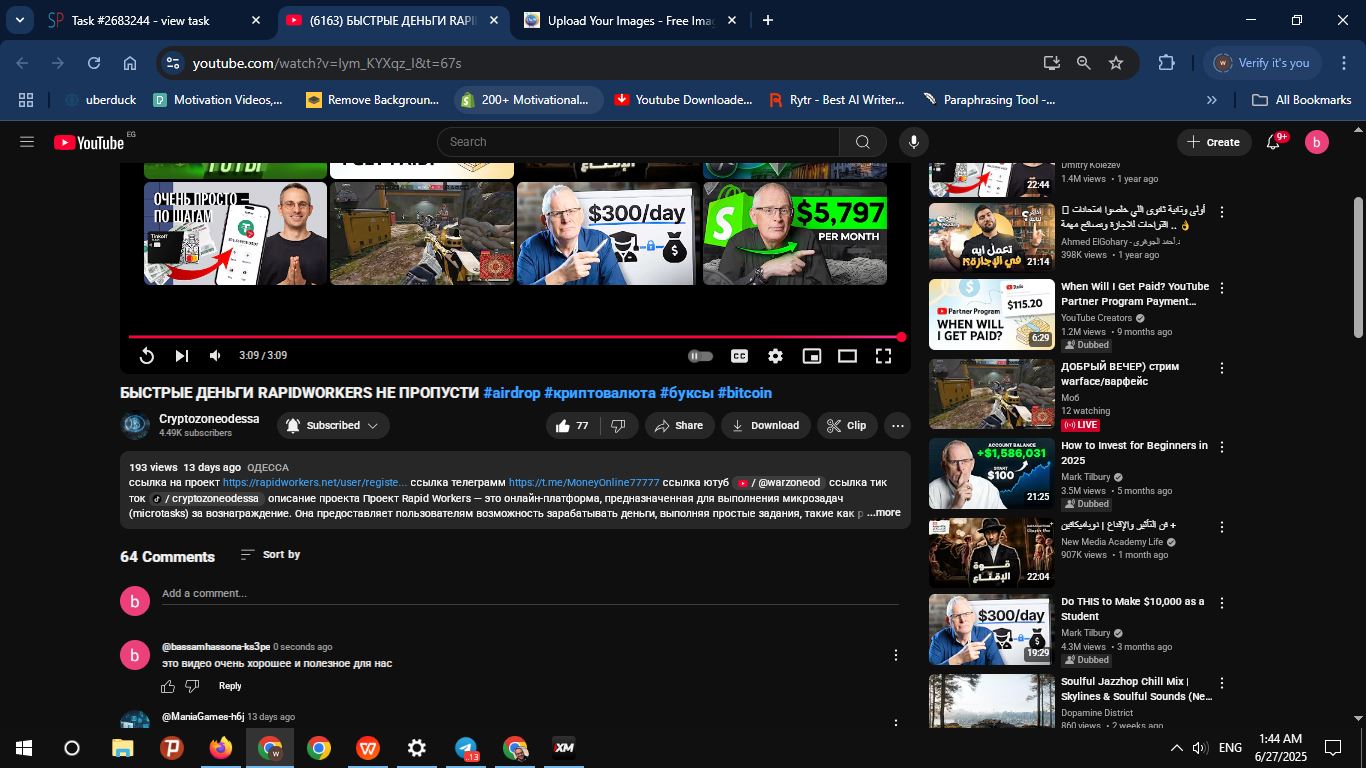 Task #2683244 - view task
(6163) БЫСТРЫЕ ДЕНЬГИ RAPI
Upload Your Images - Free Ima
youtube.com/watch?v=lym_KYXqz_I&t=67s
Verify it's you
uberduck
Motivation Videos,...
Remove Backgroun...
200+ Motivational...
Youtube Downloade...
Rytr - Best AI Writer...
Paraphrasing Tool -...
All Bookmarks
YouTube EG
Search
Create
9+
b
ОЧЕНЬ ПРОСТО
ПО ШАГАМ
$300/day
$5,797
PER MONTH
3:09 / 3:09
CC
БЫСТРЫЕ ДЕНЬГИ RAPIDWORKERS НЕ ПРОПУСТИ #airdrop #криптовалюта #буксы #bitcoin
Cryptozoneodessa
4.49K subscribers
Subscribed
77
Share
Download
Clip
193 views 13 days ago ОДЕССА
ссылка на проект https://rapidworkers.net/user/registe... ссылка телеграмм https://t.me/MoneyOnline77777 ссылка ютуб / @warzoneod ссылка тик
ток / cryptozoneodessa описание проекта Проект Rapid Workers — это онлайн-платформа, предназначенная для выполнения микрозадач
(microtasks) за вознаграждение. Она предоставляет пользователям возможность зарабатывать деньги, выполняя простые задания, такие как р ...more
64 Comments
Sort by
b
Add a comment...
b
@bassamhassona-ks3pe 0 seconds ago
это видео очень хорошее и полезное для нас
Reply
@ManiaGames-h6j 13 days ago
22:44
Dmitry Kolezev
1.4M views • 1 year ago
تعمل ايه
في الإجازة؟!
21:14
أولى وتانية ثانوى اللي خلصوا امتحانات
.. اقتراحات للاجازة ونصائح مهمة 👌
Ahmed ElGohary - د.أحمد الجوهري
398K views • 1 year ago
Partner Program
WHEN WILL
I GET PAID?
$115.20
6:29
When Will I Get Paid? YouTube
Partner Program Payment...
YouTube Creators
1.2M views • 9 months ago
Dubbed
ДОБРЫЙ ВЕЧЕР) стрим
warface/варфейс
Моб
12 watching
LIVE
ACCOUNT BALANCE
+$1,586,031
START
$100
21:25
How to Invest for Beginners in
2025
Mark Tilbury
3.5M views • 5 months ago
Dubbed
قوة
الإقناع
22:04
فن التأثير والإقناع | دوباميكافين +
New Media Academy Life
907K views • 1 month ago
$300/day
19:29
Do THIS to Make $10,000 as a
Student
Mark Tilbury
4.3M views • 3 months ago
Dubbed
Soulful Jazzhop Chill Mix |
Skylines & Soulful Sounds (Ne...
Dopamine District
860 views • 2 weeks ago
13
XM
ENG
1:44 AM
6/27/2025